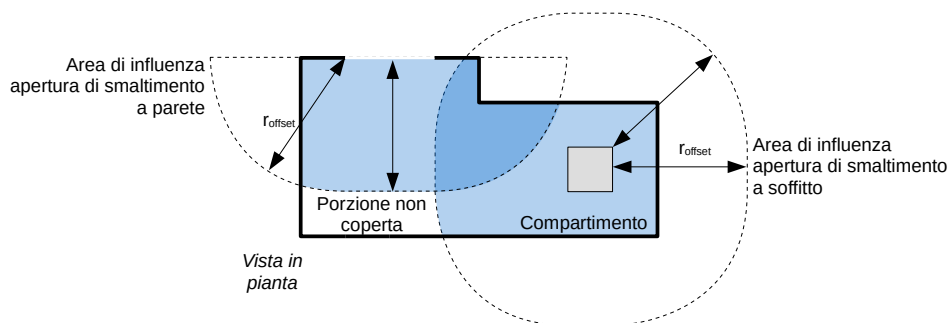 Area di influenza
apertura di smaltimento
a parete
roffset
roffset
Area di influenza
apertura di smaltimento
a soffitto
Porzione non
coperta
Compartimento
Vista in
pianta